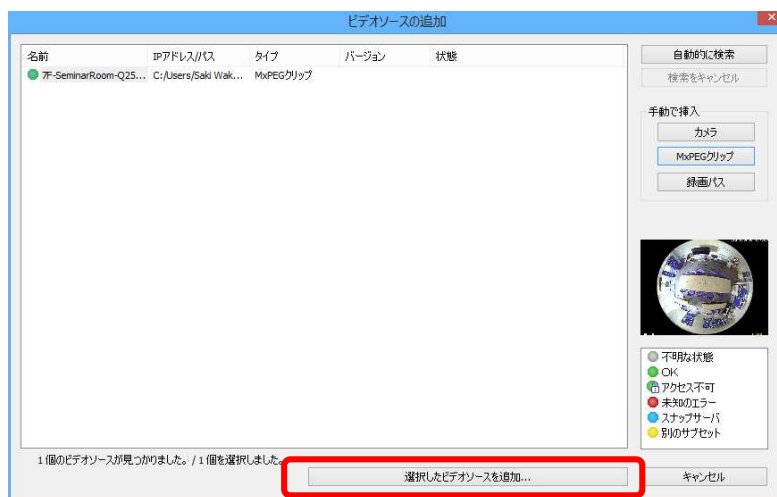 ビデオソースの追加
名前 IPアドレス/パス タイプ バージョン 状態
7F-SeminarRoom-Q25... C:/Users/Saki Wak... MxPEGクリップ
自動的に検索
検索をキャンセル
手動で挿入
カメラ
MxPEGクリップ
録画パス
不明な状態
OK
アクセス不可
未知のエラー
スナップサーバ
別のサブセット
1個のビデオソースが見つかりました。/1個を選択しました。
選択したビデオソースを追加...
キャンセル